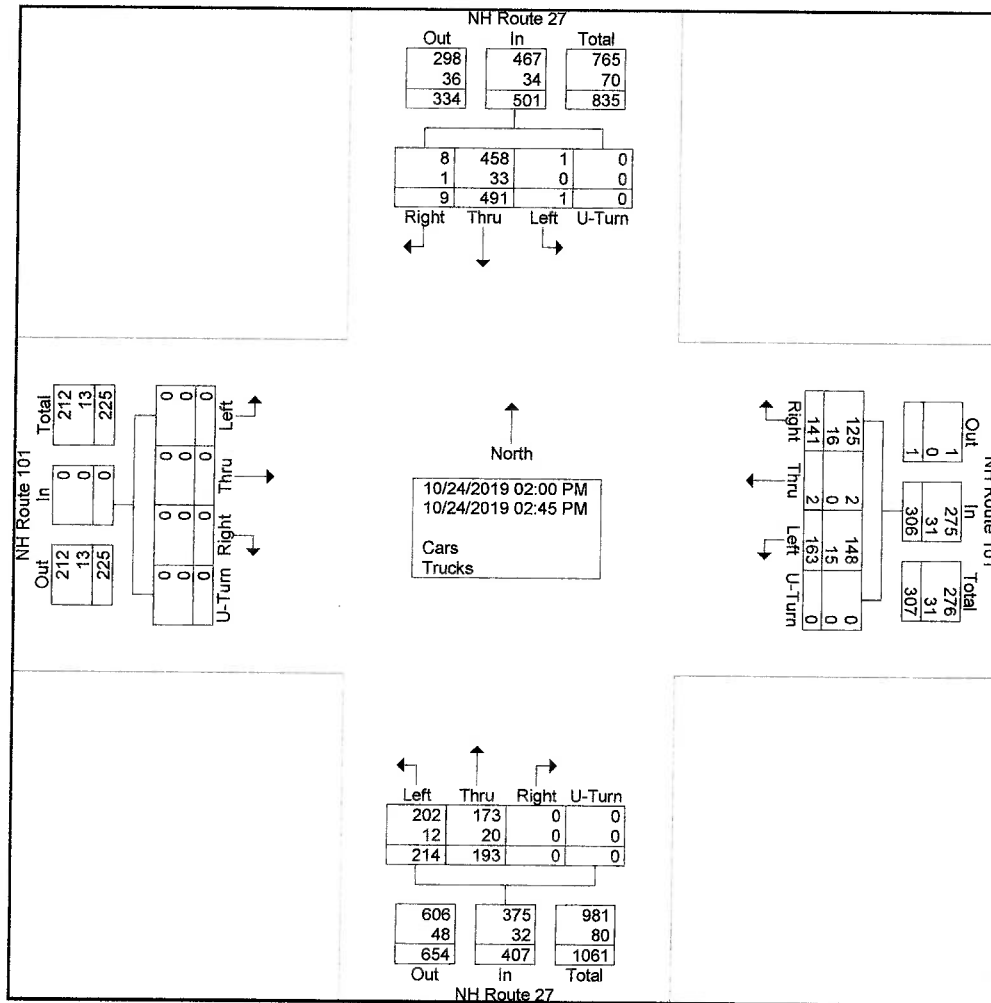 NH Route 27
Out In Total
298 467 765
36 34 70
334 501 835
8 458 1 0
1 33 0 0
9 491 1 0
Right Thru Left U-Turn
NH Route 101
Total In Out
212 0 212
13 0 13
225 0 225
0 0 0 0
0 0 0 0
0 0 0 0
Left Thru Right U-Turn
North
10/24/2019 02:00 PM
10/24/2019 02:45 PM
Cars
Trucks
Right Thru Left U-Turn
125 2 148 0
16 0 15 0
141 2 163 0
NH Route 101
Out In Total
1 275 276
0 31 31
1 306 307
Left Thru Right U-Turn
202 173 0 0
12 20 0 0
214 193 0 0
606 375 981
48 32 80
654 407 1061
Out In Total
NH Route 27